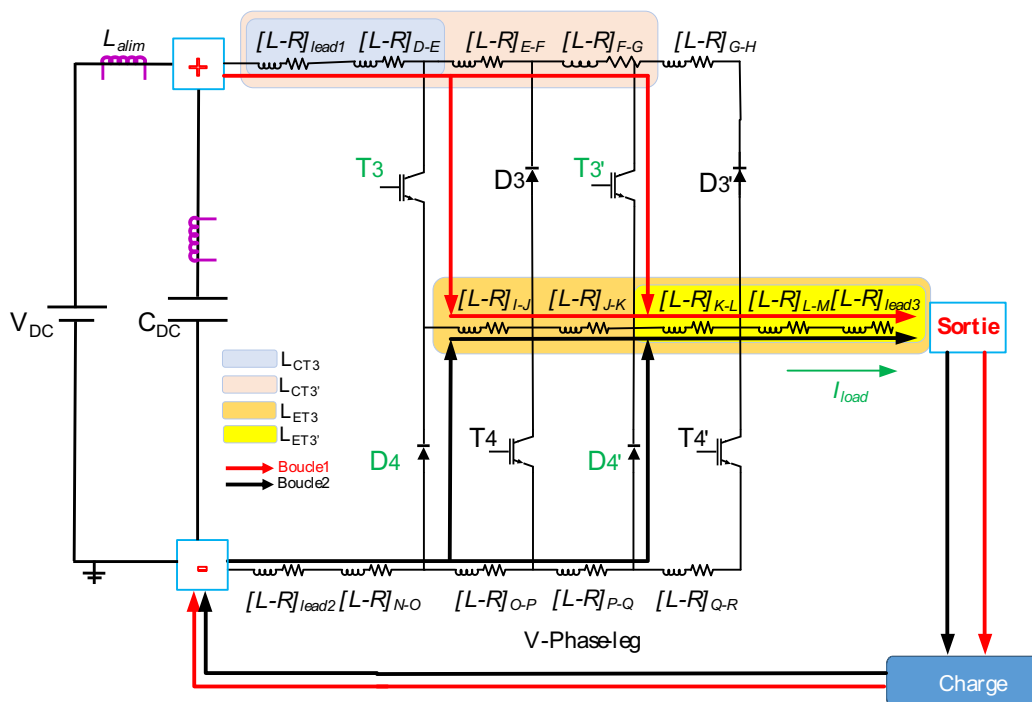 L_alim
[L-R]_lead1
[L-R]_D-E
[L-R]_E-F
[L-R]_F-G
[L-R]_G-H
+
T3
D3
T3'
D3'
V_DC
C_DC
[L-R]_I-J
[L-R]_J-K
[L-R]_K-L
[L-R]_L-M
[L-R]_lead3
Sortie
L_CT3
L_CT3'
L_ET3
L_ET3'
Boucle1
Boucle2
I_load
D4
T4
D4'
T4'
-
[L-R]_lead2
[L-R]_N-O
[L-R]_O-P
[L-R]_P-Q
[L-R]_Q-R
V-Phase-leg
Charge